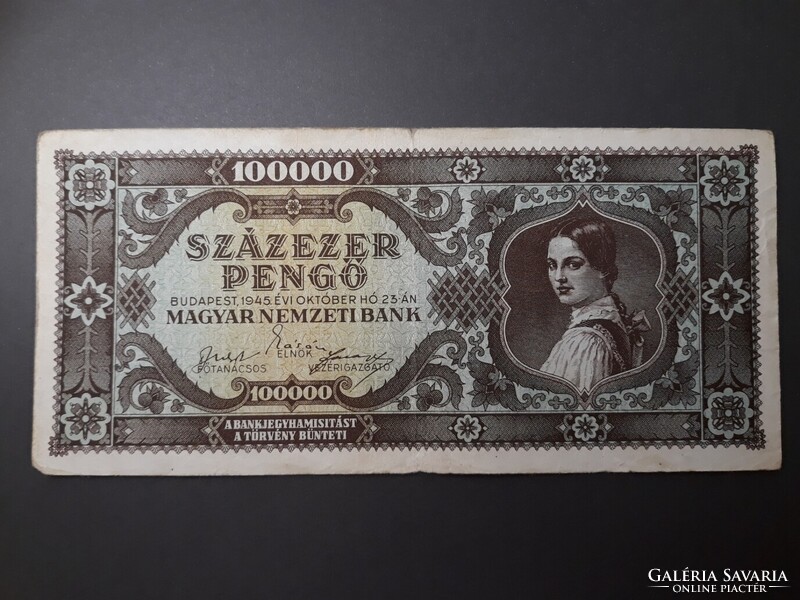 100000
SZÁZEZER
PENGŐ
BUDAPEST, 1945. ÉVI OKTÓBER HÓ 23-ÁN
MAGYAR NEMZETI BANK
ELNÖK
FŐTANÁCSOS
VEZÉRIGAZGATÓ
100000
A BANKJEGYHAMISITÁST
A TÖRVÉNY BÜNTETI
GALÉRIA SAVARIA
ONLINE PIACTÉR